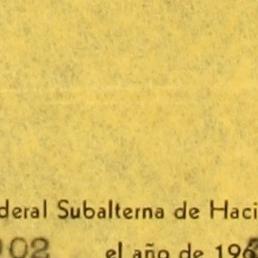 deral Subalterna de Haci
902 el año de 196